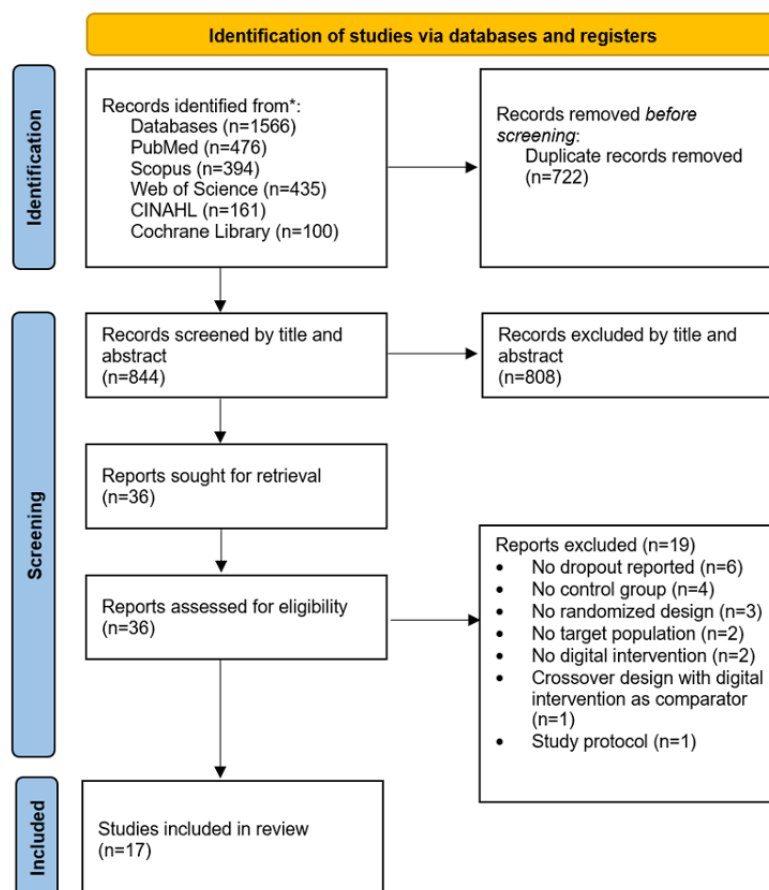 Identification of studies via databases and registers
Identification
Records identified from*:
Databases (n=1566)
PubMed (n=476)
Scopus (n=394)
Web of Science (n=435)
CINAHL (n=161)
Cochrane Library (n=100)
Records removed before
screening:
Duplicate records removed
(n=722)
Screening
Records screened by title and
abstract
(n=844)
Records excluded by title and
abstract
(n=808)
Reports sought for retrieval
(n=36)
Reports assessed for eligibility
(n=36)
Reports excluded (n=19)
• No dropout reported (n=6)
• No control group (n=4)
• No randomized design (n=3)
• No target population (n=2)
• No digital intervention (n=2)
• Crossover design with digital
intervention as comparator
(n=1)
• Study protocol (n=1)
Included
Studies included in review
(n=17)